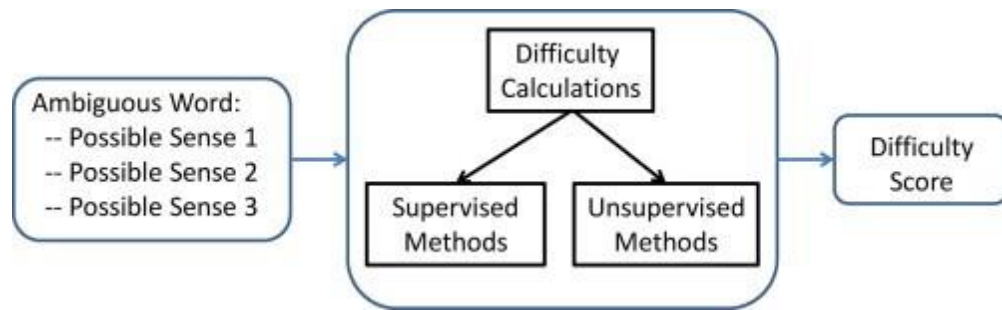 Ambiguous Word:
-- Possible Sense 1
-- Possible Sense 2
-- Possible Sense 3
Difficulty
Calculations
Supervised
Methods
Unsupervised
Methods
Difficulty
Score